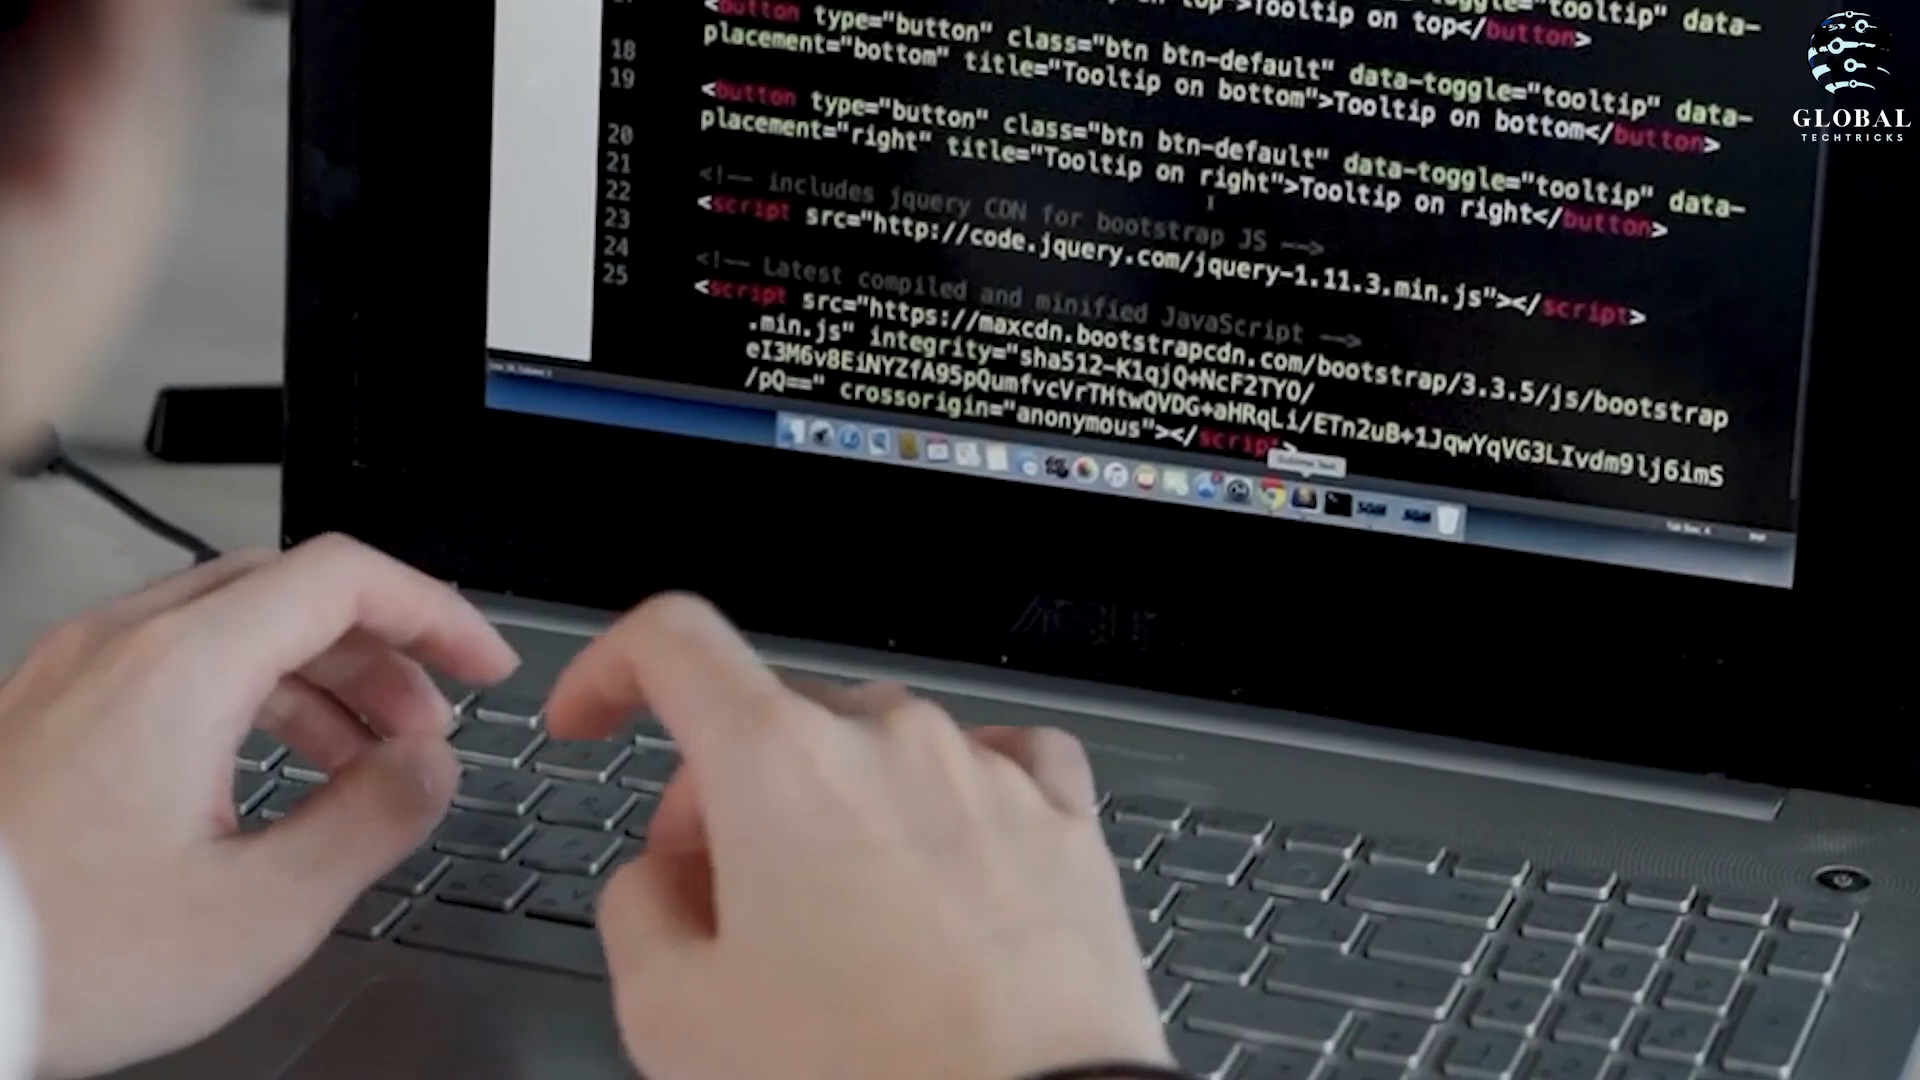 top">Tooltip on top</button>
18 <button type="button" class="btn btn-default" data-toggle="tooltip" data-
placement="bottom" title="Tooltip on bottom">Tooltip on bottom</button>
19 <button type="button" class="btn btn-default" data-toggle="tooltip" data-
placement="right" title="Tooltip on right">Tooltip on right</button>
20
21
22 <!-- includes jquery CDN for bootstrap JS -->
23 <script src="http://code.jquery.com/jquery-1.11.3.min.js"></script>
24 <!-- Latest compiled and minified JavaScript -->
25 <script src="https://maxcdn.bootstrapcdn.com/bootstrap/3.3.5/js/bootstrap
.min.js" integrity="sha512-K1qjQ+NcF2TYO/
eI3M6v8EiNYZfA95pQumfvcVrTHtwQVDG+aHRqLi/ETn2uB+1JqwYqVG3LIvdm9lj6imS
/pQ==" crossorigin="anonymous"></script>
GLOBAL
TECHTRICKS